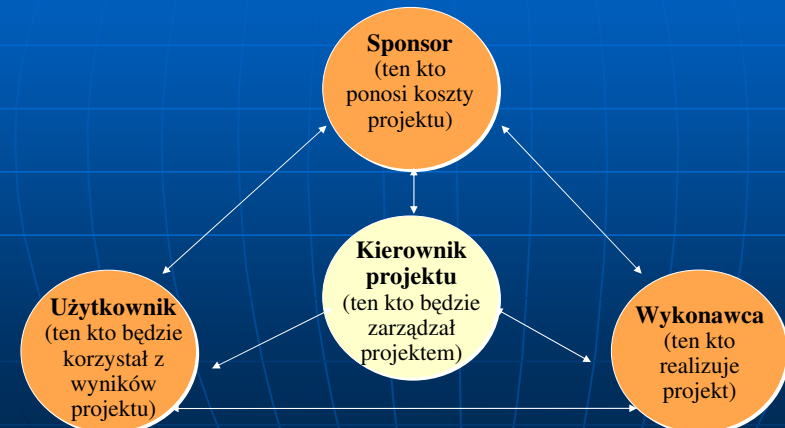 Sponsor
(ten kto
ponosi koszty
projektu)
Kierownik
projektu
(ten kto będzie
zarządzał
projektem)
Użytkownik
(ten kto będzie
korzystał z
wyników
projektu)
Wykonawca
(ten kto
realizuje
projekt)